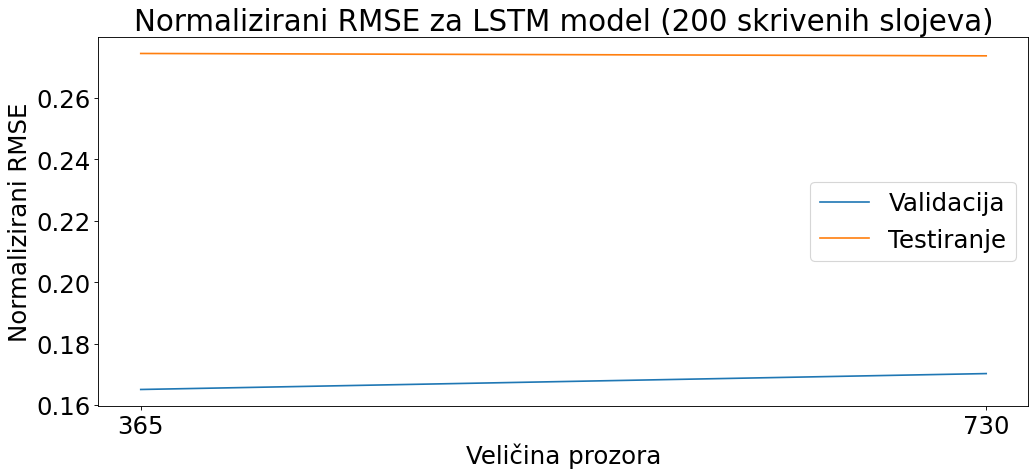 Normalizirani RMSE za LSTM model (200 skrivenih slojeva)
Normalizirani RMSE
0.26
0.24
0.22
0.20
0.18
0.16
Validacija
Testiranje
365
730
Veličina prozora